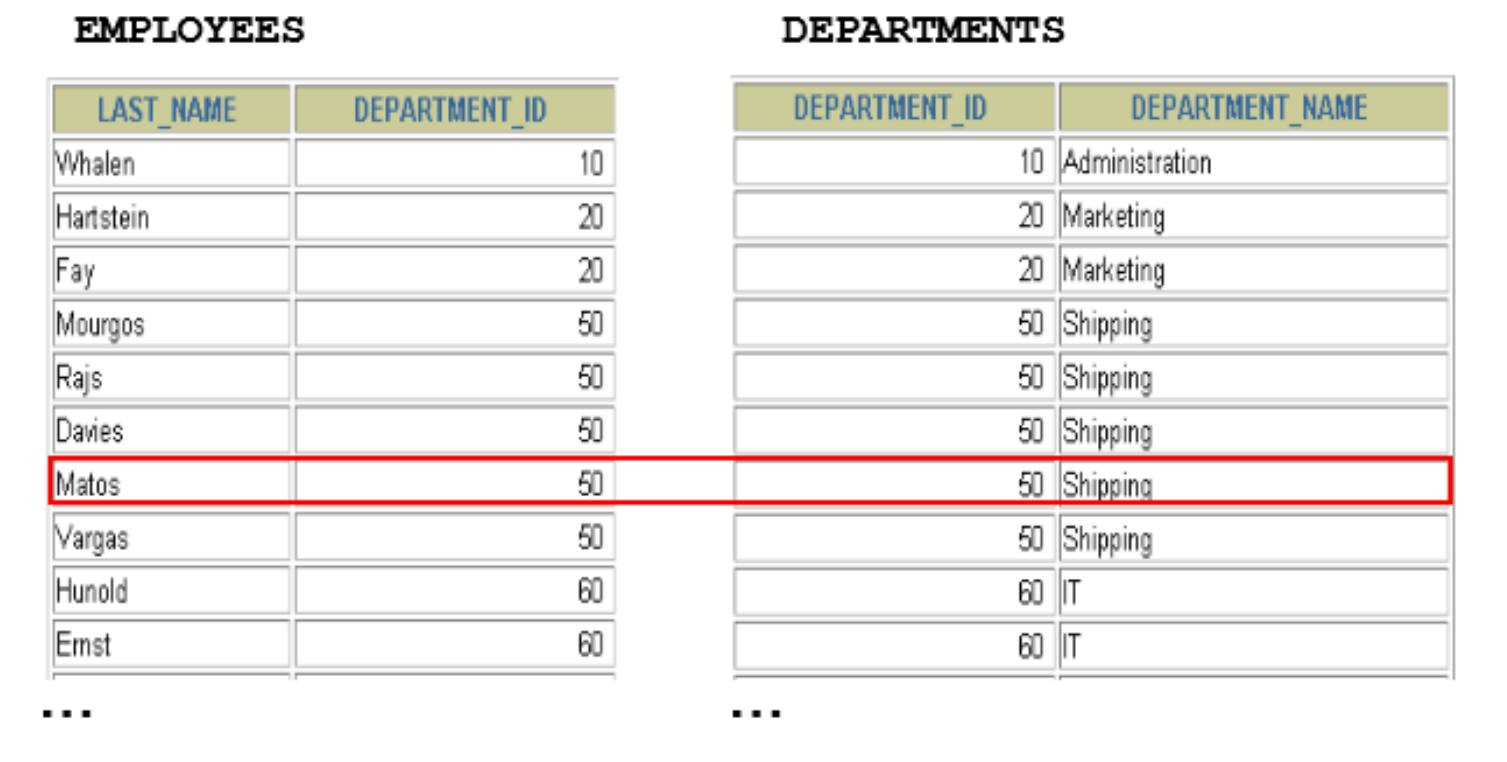 EMPLOYEES DEPARTMENTS
LAST_NAME DEPARTMENT_ID DEPARTMENT_ID DEPARTMENT_NAME
Whalen 10 10 Administration
Hartstein 20 20 Marketing
Fay 20 20 Marketing
Mourgos 50 50 Shipping
Rajs 50 50 Shipping
Davies 50 50 Shipping
Matos 50 50 Shipping
Vargas 50 50 Shipping
Hunold 60 60 IT
Ernst 60 60 IT
... ...